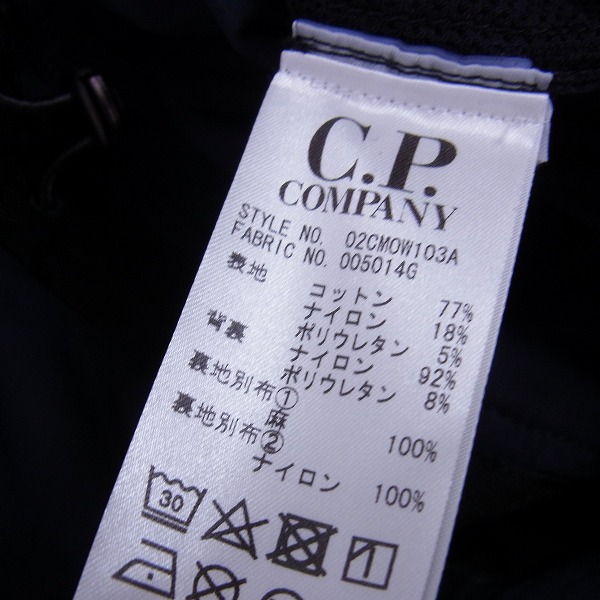 C.P.
COMPANY
STYLE NO. 02CMOW103A
FABRIC NO. 005014G
表地
コットン 77%
ナイロン 18%
ポリウレタン 5%
背裏
ナイロン 92%
ポリウレタン 8%
裏地別布①
麻 100%
裏地別布②
ナイロン 100%
30
1